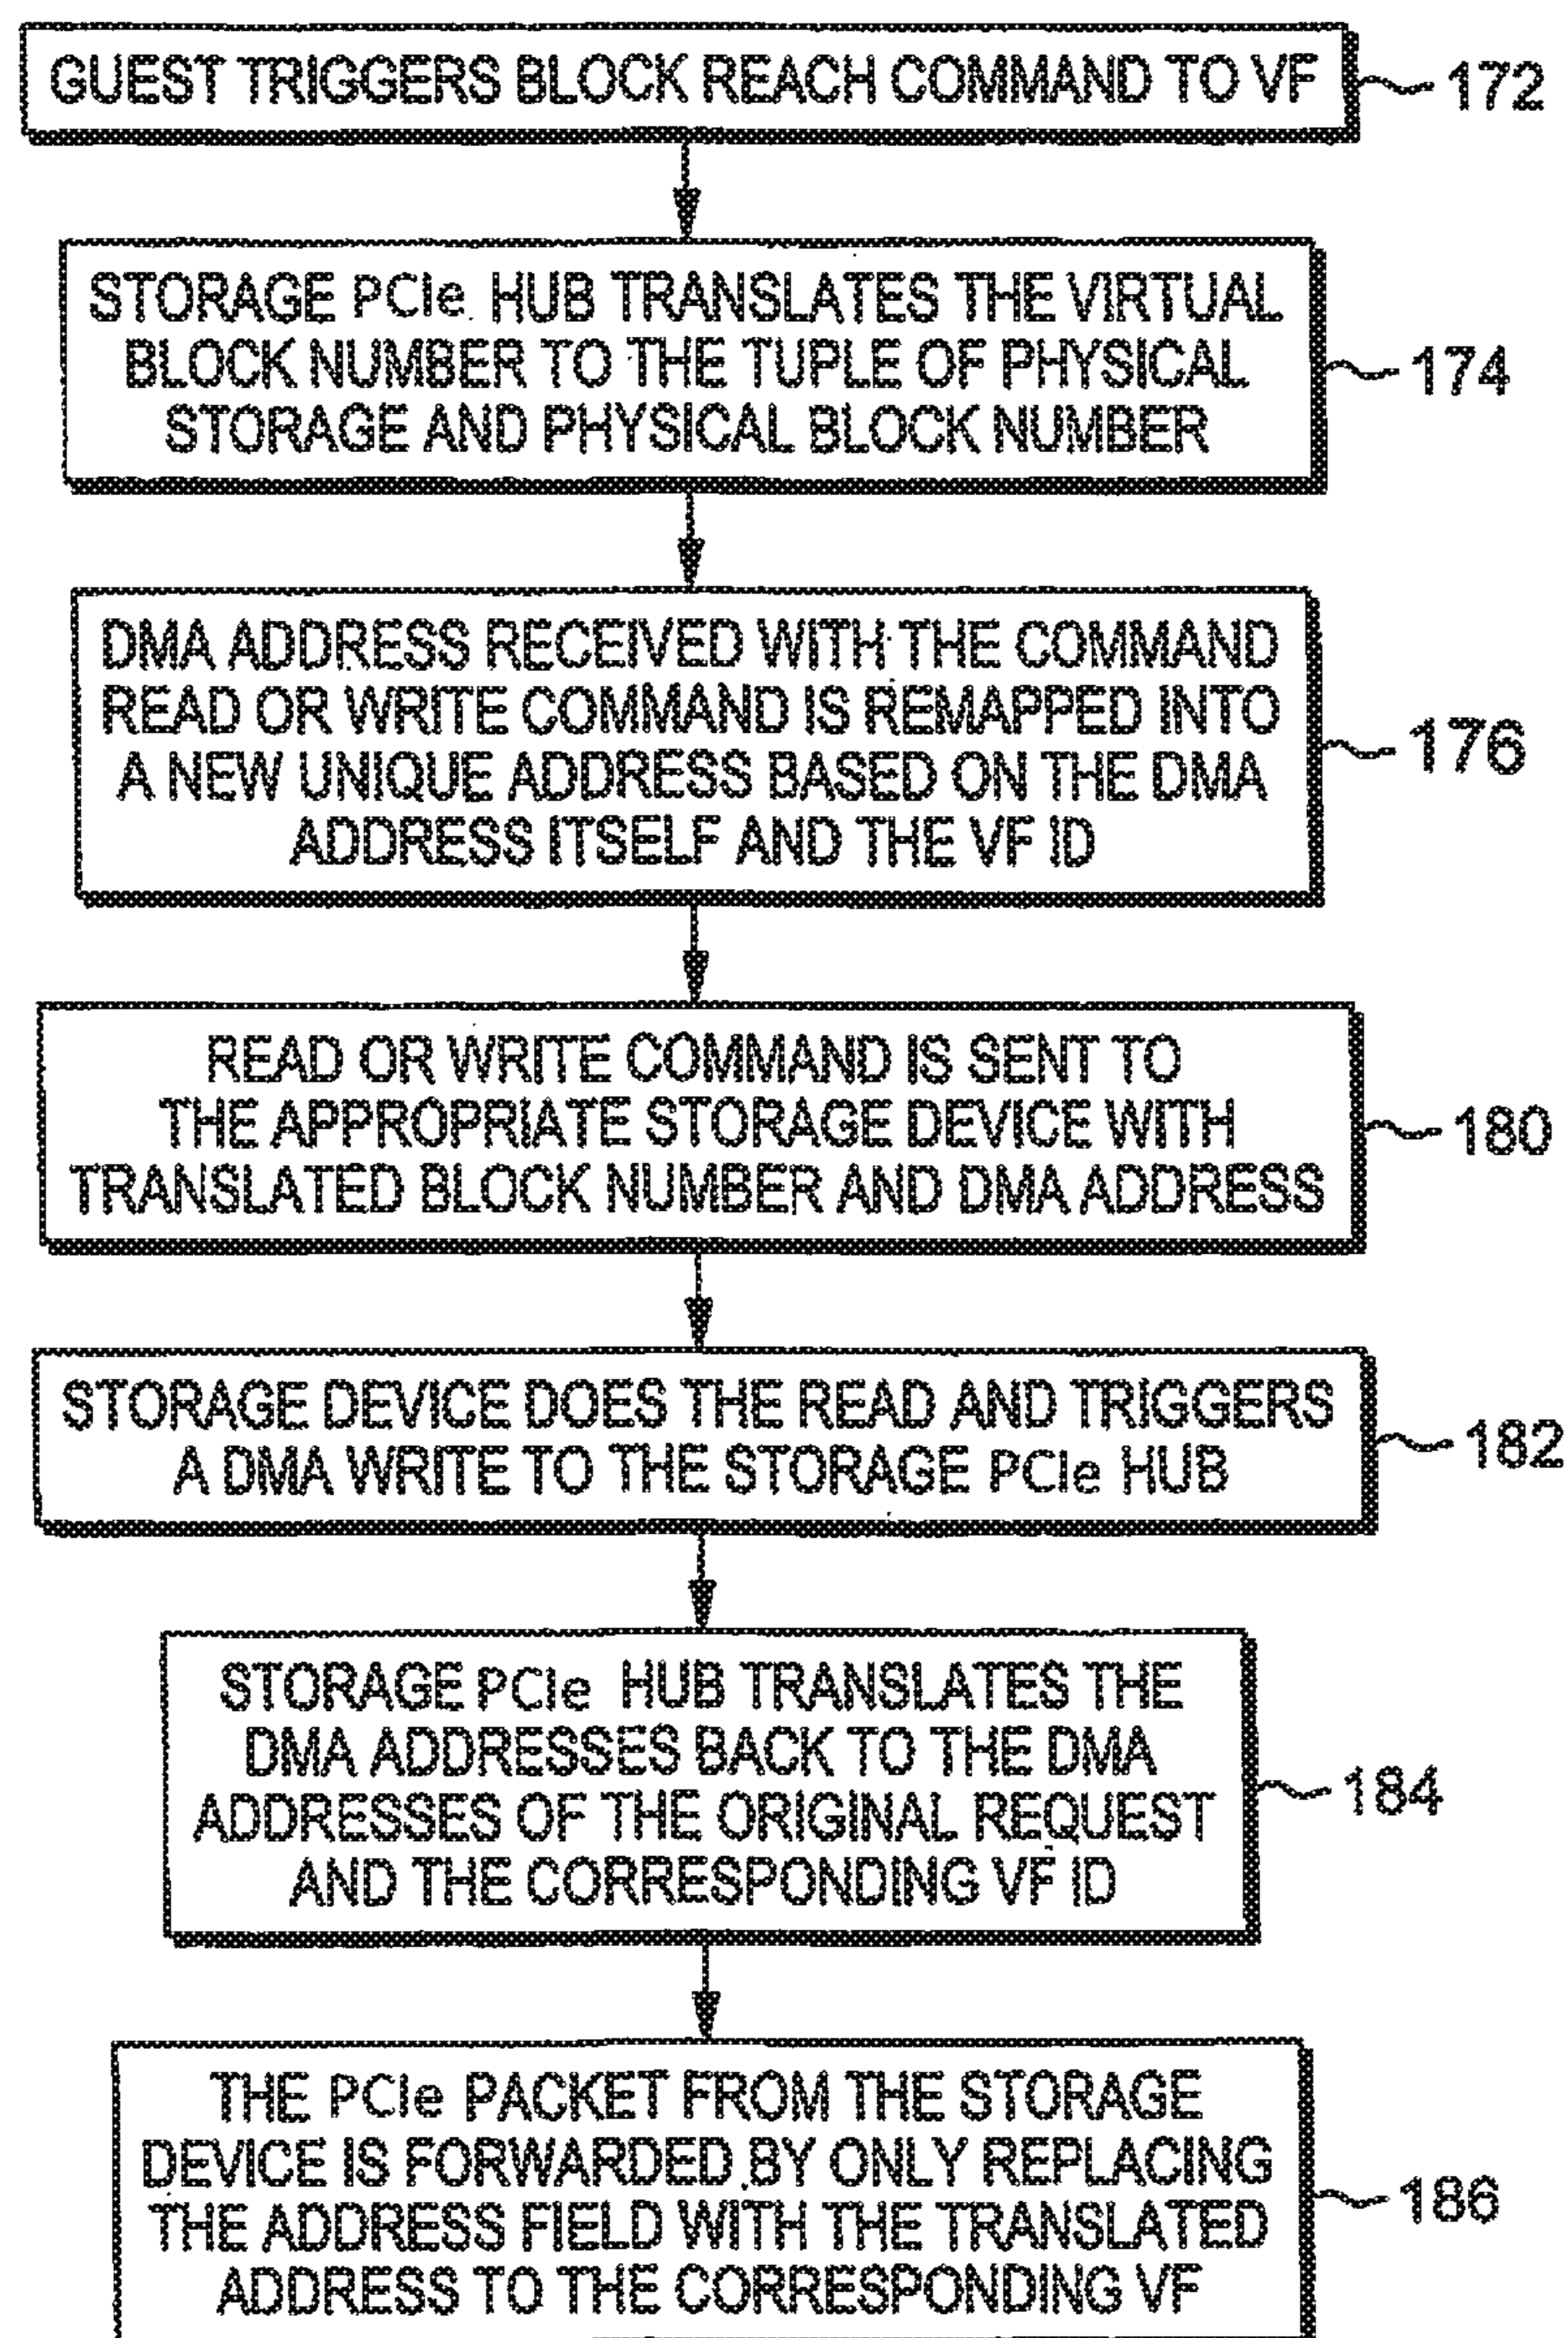 GUEST TRIGGERS BLOCK REACH COMMAND TO VF
172
STORAGE PCIe HUB TRANSLATES THE VIRTUAL
BLOCK NUMBER TO THE TUPLE OF PHYSICAL
STORAGE AND PHYSICAL BLOCK NUMBER
174
DMA ADDRESS RECEIVED WITH THE COMMAND
READ OR WRITE COMMAND IS REMAPPED INTO
A NEW UNIQUE ADDRESS BASED ON THE DMA
ADDRESS ITSELF AND THE VF ID
176
READ OR WRITE COMMAND IS SENT TO
THE APPROPRIATE STORAGE DEVICE WITH
TRANSLATED BLOCK NUMBER AND DMA ADDRESS
180
STORAGE DEVICE DOES THE READ AND TRIGGERS
A DMA WRITE TO THE STORAGE PCIe HUB
182
STORAGE PCIe HUB TRANSLATES THE
DMA ADDRESSES BACK TO THE DMA
ADDRESSES OF THE ORIGINAL REQUEST
AND THE CORRESPONDING VF ID
184
THE PCIe PACKET FROM THE STORAGE
DEVICE IS FORWARDED BY ONLY REPLACING
THE ADDRESS FIELD WITH THE TRANSLATED
ADDRESS TO THE CORRESPONDING VF
186